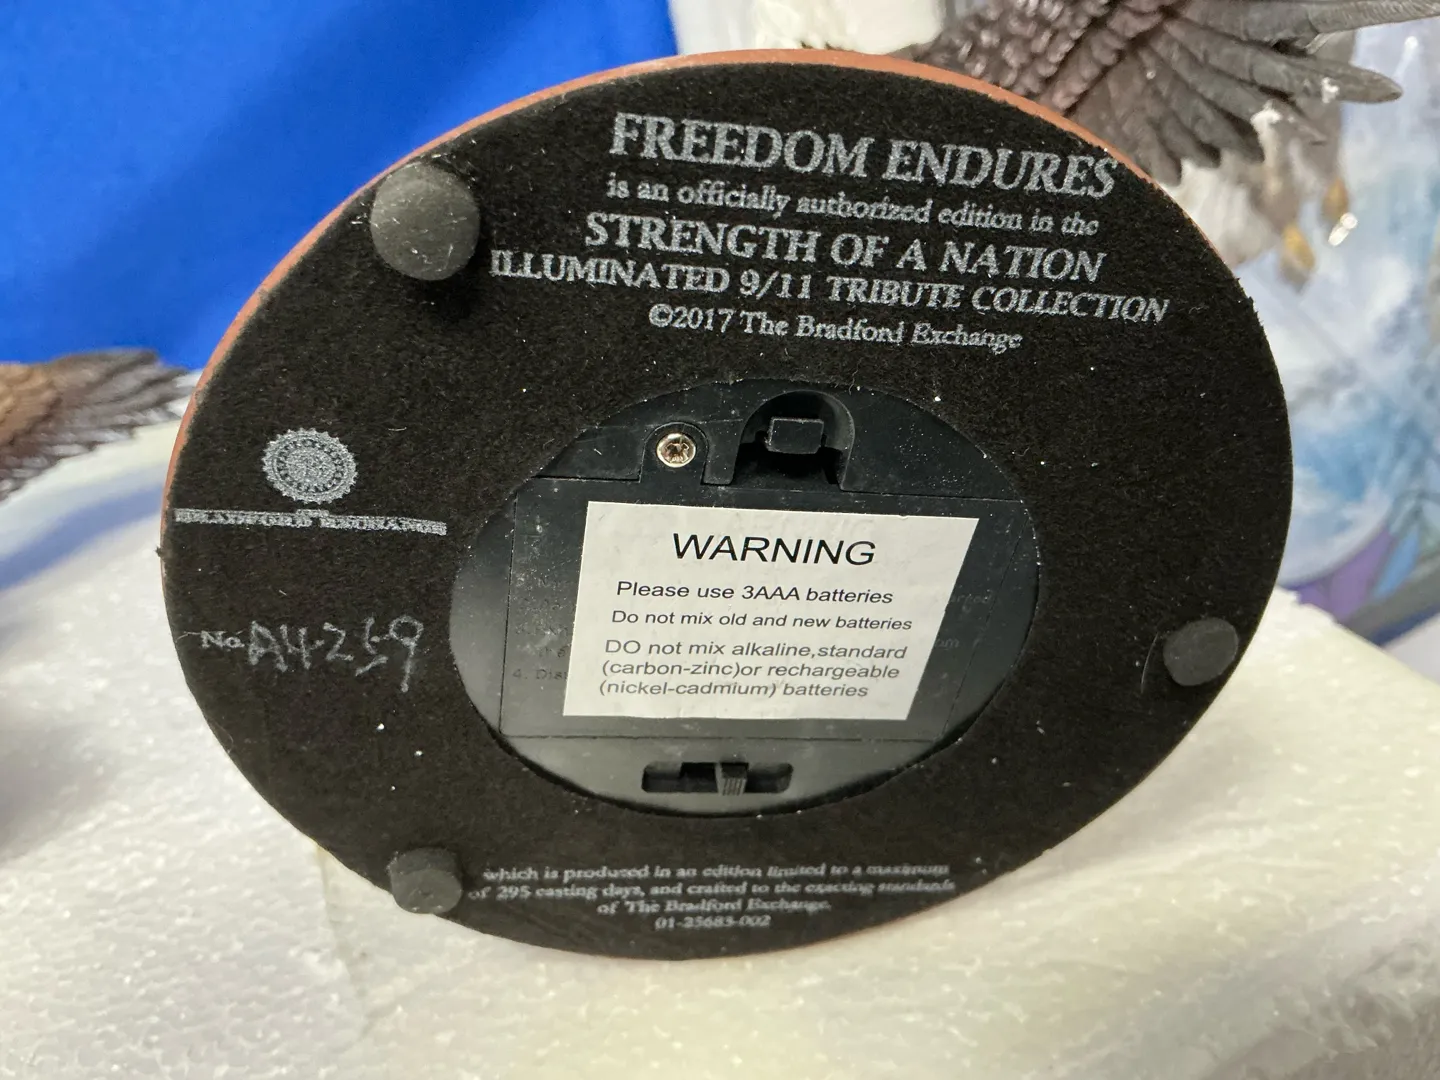 FREEDOM ENDURES
is an officially authorized edition in the
STRENGTH OF A NATION
ILLUMINATED 9/11 TRIBUTE COLLECTION
©2017 The Bradford Exchange
BRADFORD EXCHANGE
No. A4259
WARNING
Please use 3AAA batteries
Do not mix old and new batteries
DO not mix alkaline,standard
(carbon-zinc)or rechargeable
(nickel-cadmium) batteries
which is produced in an edition limited to a maximum
of 295 casting days, and crafted to the exacting standards
of The Bradford Exchange.
01-25683-002